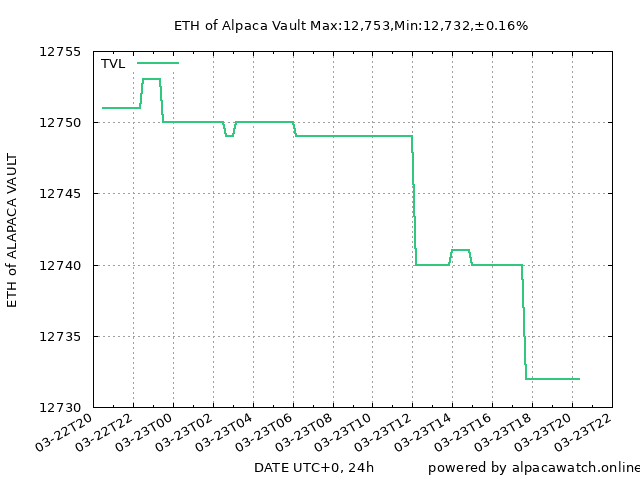 ETH of Alpaca Vault Max:12,753,Min:12,732,±0.16%
TVL
12755
12750
12745
12740
12735
12730
ETH of ALAPACA VAULT
03-22T20
03-22T22
03-23T00
03-23T02
03-23T04
03-23T06
03-23T08
03-23T10
03-23T12
03-23T14
03-23T16
03-23T18
03-23T20
03-23T22
DATE UTC+0, 24h
powered by alpacawatch.online